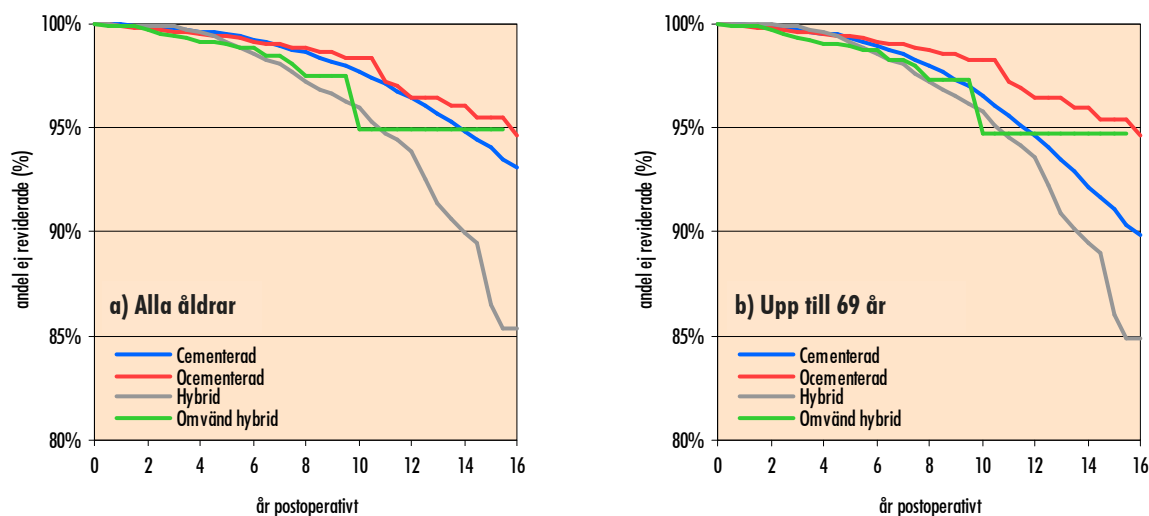 100%
95%
90%
85%
80%
andel ej reviderade (%)
a) Alla åldrar
Cementerad
Ocementerad
Hybrid
Omvänd hybrid
0 2 4 6 8 10 12 14 16
år postoperativt
100%
95%
90%
85%
80%
andel ej reviderade (%)
b) Upp till 69 år
Cementerad
Ocementerad
Hybrid
Omvänd hybrid
0 2 4 6 8 10 12 14 16
år postoperativt